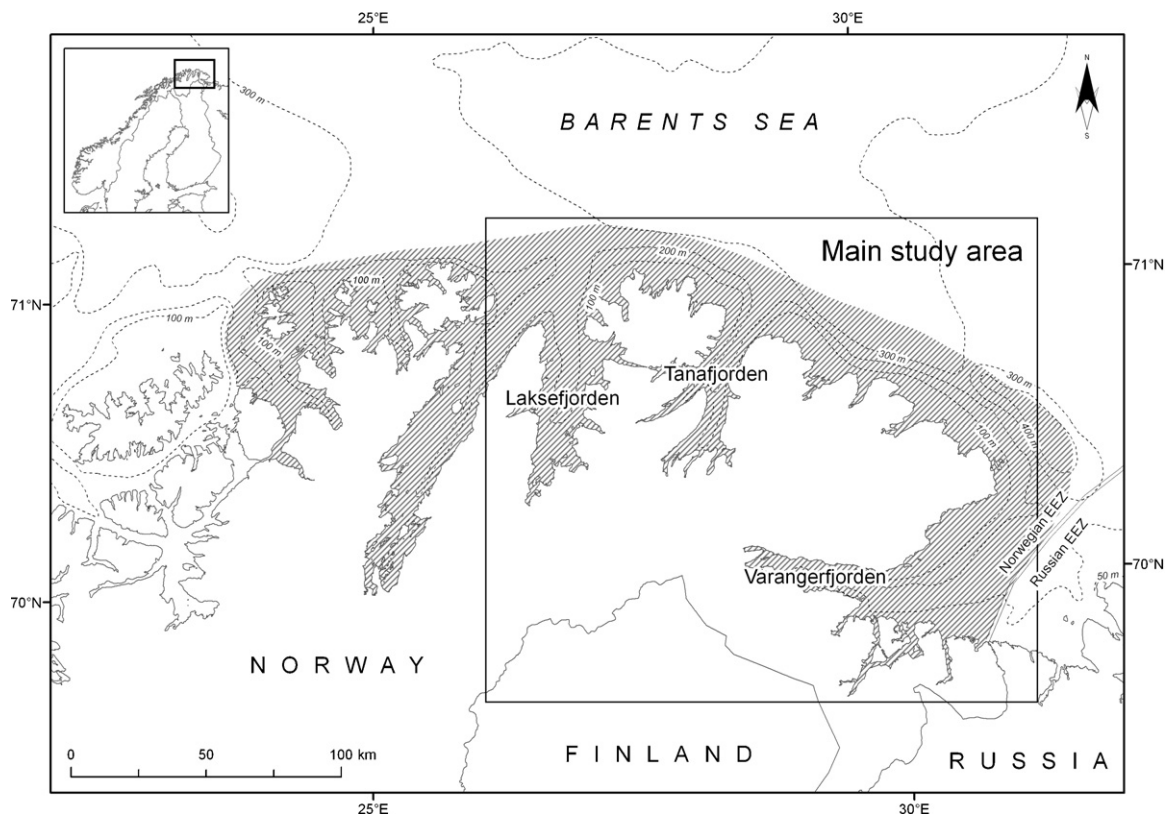 25°E
30°E
300 m
N
S
BARENTS SEA
Main study area
71°N
71°N
200 m
100 m
100 m
100 m
100 m
Tanafjorden
300 m
300 m
Laksefjorden
100 m
400 m
Norwegian EEZ
Russian EEZ
Varangerfjorden
50 m
70°N
70°N
NORWAY
0
50
100 km
FINLAND
RUSSIA
25°E
30°E